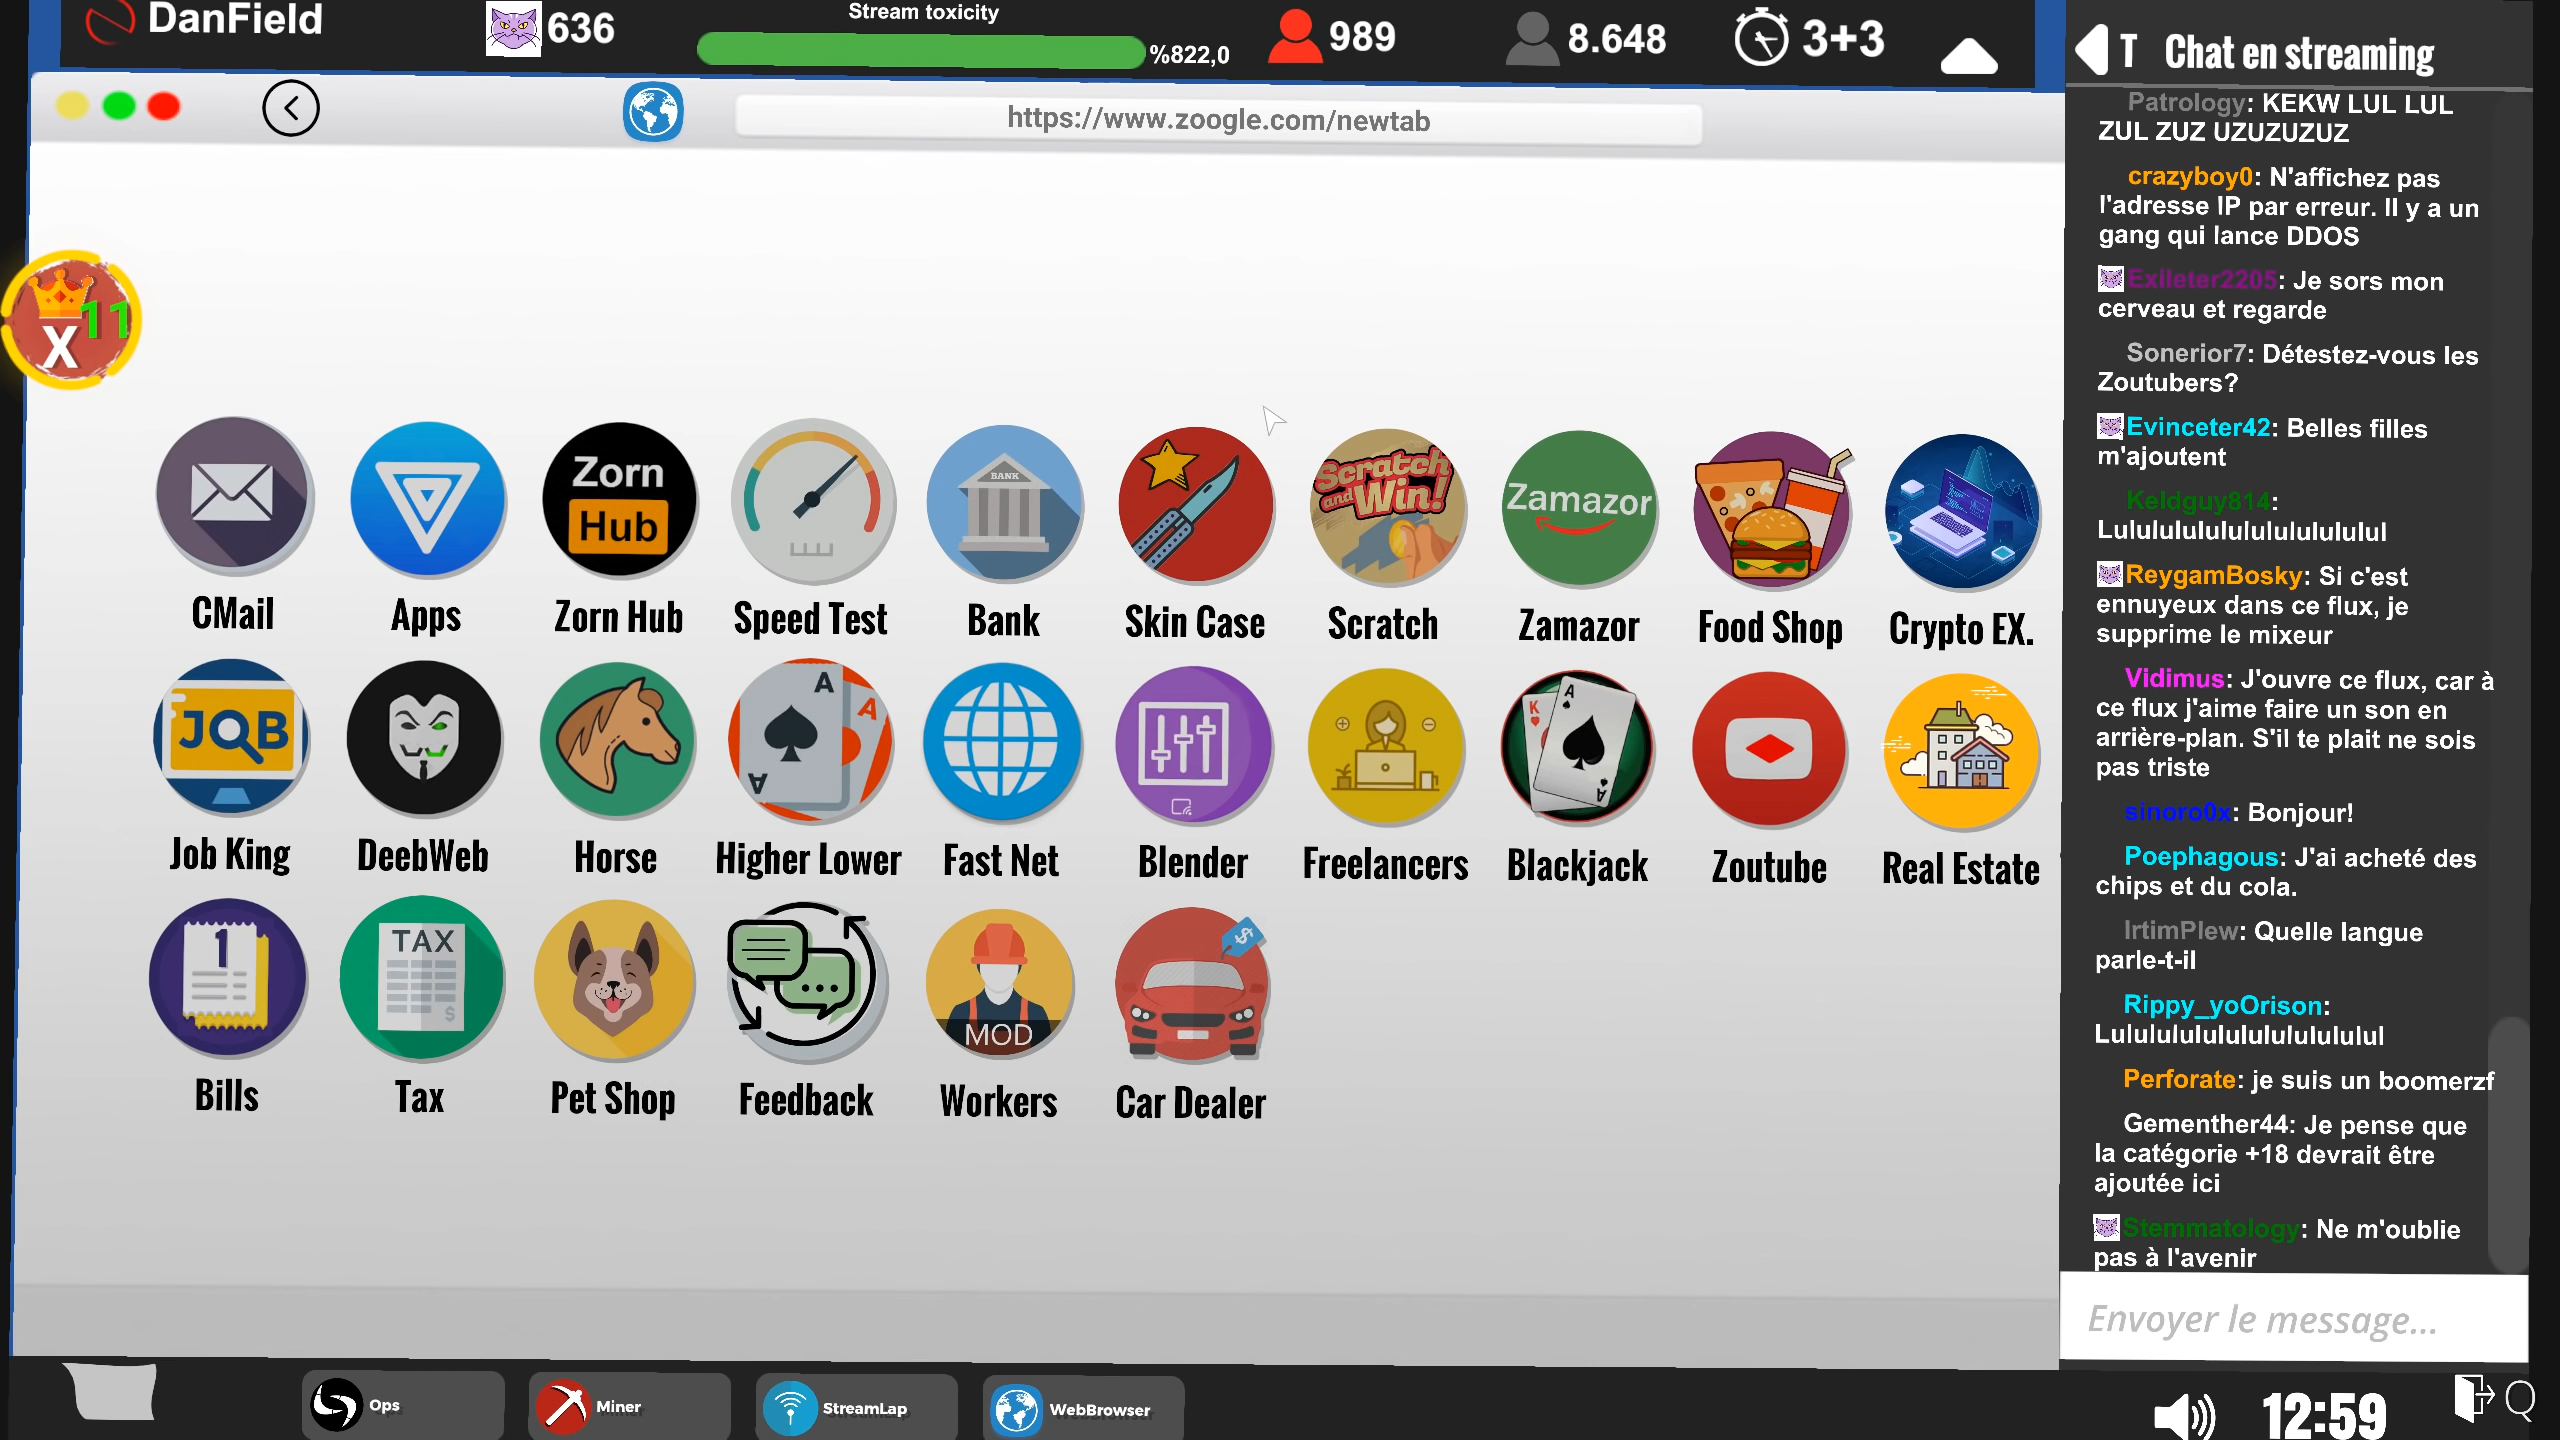 DanField
636
Stream toxicity
%822,0
989
8.648
3+3
T Chat en streaming
https://www.zoogle.com/newtab
X11
Zorn
Hub
BANK
Scratch
and Win!
Zamazor
CMail
Apps
Zorn Hub
Speed Test
Bank
Skin Case
Scratch
Zamazor
Food Shop
Crypto EX.
JOB
A
A
A
K
A
A
Job King
DeebWeb
Horse
Higher Lower
Fast Net
Blender
Freelancers
Blackjack
Zoutube
Real Estate
1
TAX
$
MOD
$
Bills
Tax
Pet Shop
Feedback
Workers
Car Dealer
Patrology: KEKW LUL LUL
ZUL ZUZ UZUZUZUZ
crazyboy0: N'affichez pas
l'adresse IP par erreur. Il y a un
gang qui lance DDOS
Exlleter2205: Je sors mon
cerveau et regarde
Sonerior7: Détestez-vous les
Zoutubers?
Evinceter42: Belles filles
m'ajoutent
Keldguy814:
Lulululululululululululul
ReygamBosky: Si c'est
ennuyeux dans ce flux, je
supprime le mixeur
Vidimus: J'ouvre ce flux, car à
ce flux j'aime faire un son en
arrière-plan. S'il te plait ne sois
pas triste
sinoro0x: Bonjour!
Poephagous: J'ai acheté des
chips et du cola.
IrtimPlew: Quelle langue
parle-t-il
Rippy_yoOrison:
Lulululululululululululul
Perforate: je suis un boomerzf
Gementher44: Je pense que
la catégorie +18 devrait être
ajoutée ici
Stemmatology: Ne m'oublie
pas à l'avenir
Envoyer le message...
Ops
Miner
StreamLap
WebBrowser
12:59
Q